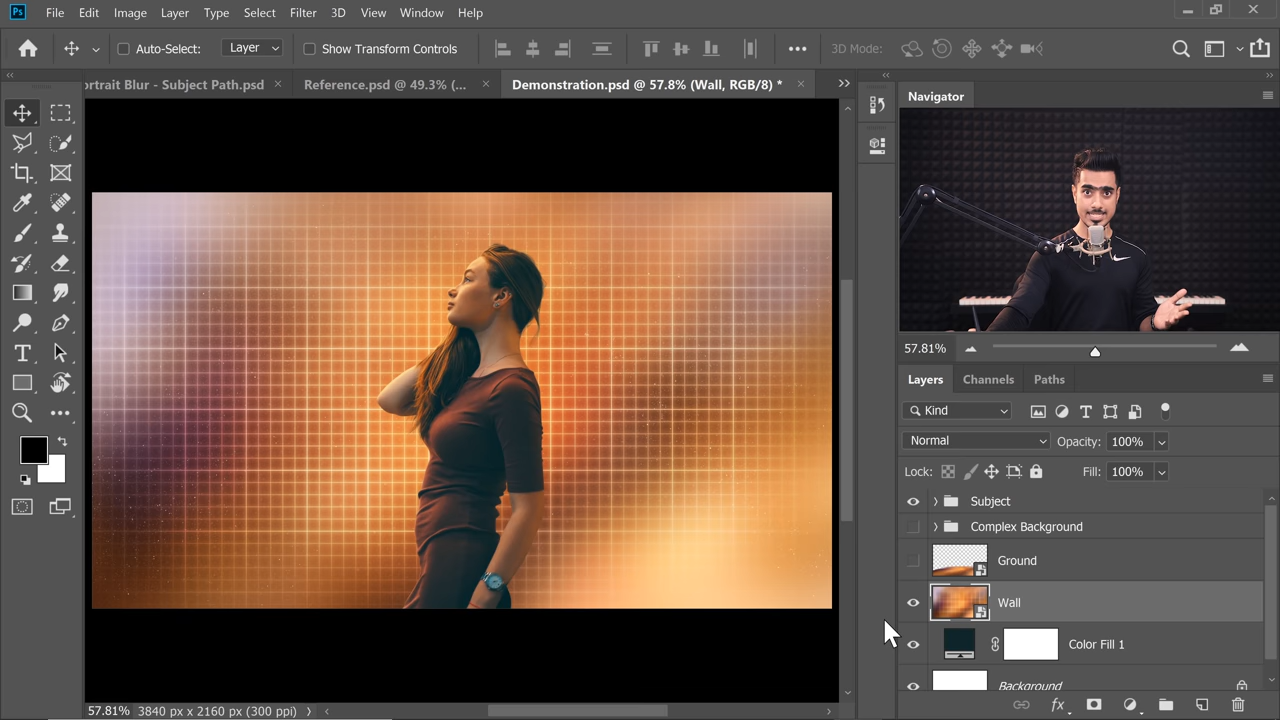 Ps File Edit Image Layer Type Select Filter 3D View Window Help
Auto-Select: Layer Show Transform Controls 3D Mode:
ortrait Blur - Subject Path.psd × Reference.psd @ 49.3% (... × Demonstration.psd @ 57.8% (Wall, RGB/8) * ×
Navigator
57.81%
Layers Channels Paths
Kind
Normal Opacity: 100%
Lock: Fill: 100%
Subject
Complex Background
Ground
Wall
Color Fill 1
Background
57.81% 3840 px x 2160 px (300 ppi)
fx